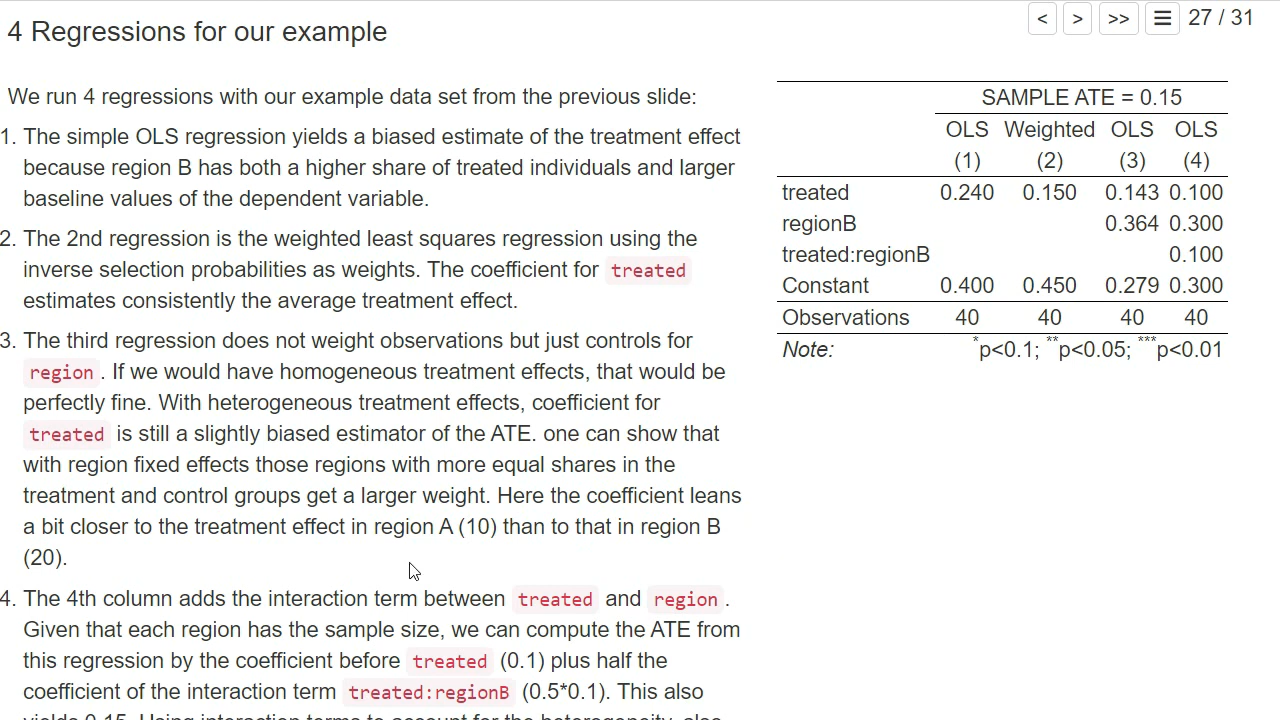 4 Regressions for our example
< > >> ☰ 27 / 31
We run 4 regressions with our example data set from the previous slide:
1. The simple OLS regression yields a biased estimate of the treatment effect
because region B has both a higher share of treated individuals and larger
baseline values of the dependent variable.
2. The 2nd regression is the weighted least squares regression using the
inverse selection probabilities as weights. The coefficient for treated
estimates consistently the average treatment effect.
3. The third regression does not weight observations but just controls for
region . If we would have homogeneous treatment effects, that would be
perfectly fine. With heterogeneous treatment effects, coefficient for
treated is still a slightly biased estimator of the ATE. one can show that
with region fixed effects those regions with more equal shares in the
treatment and control groups get a larger weight. Here the coefficient leans
a bit closer to the treatment effect in region A (10) than to that in region B
(20).
4. The 4th column adds the interaction term between treated and region .
Given that each region has the sample size, we can compute the ATE from
this regression by the coefficient before treated (0.1) plus half the
coefficient of the interaction term treated:regionB (0.5*0.1). This also
yields 0.15. Using interaction terms to account for the heterogeneity, also
SAMPLE ATE = 0.15
OLS Weighted OLS OLS
(1) (2) (3) (4)
treated 0.240 0.150 0.143 0.100
regionB 0.364 0.300
treated:regionB 0.100
Constant 0.400 0.450 0.279 0.300
Observations 40 40 40 40
Note: *p<0.1; **p<0.05; ***p<0.01